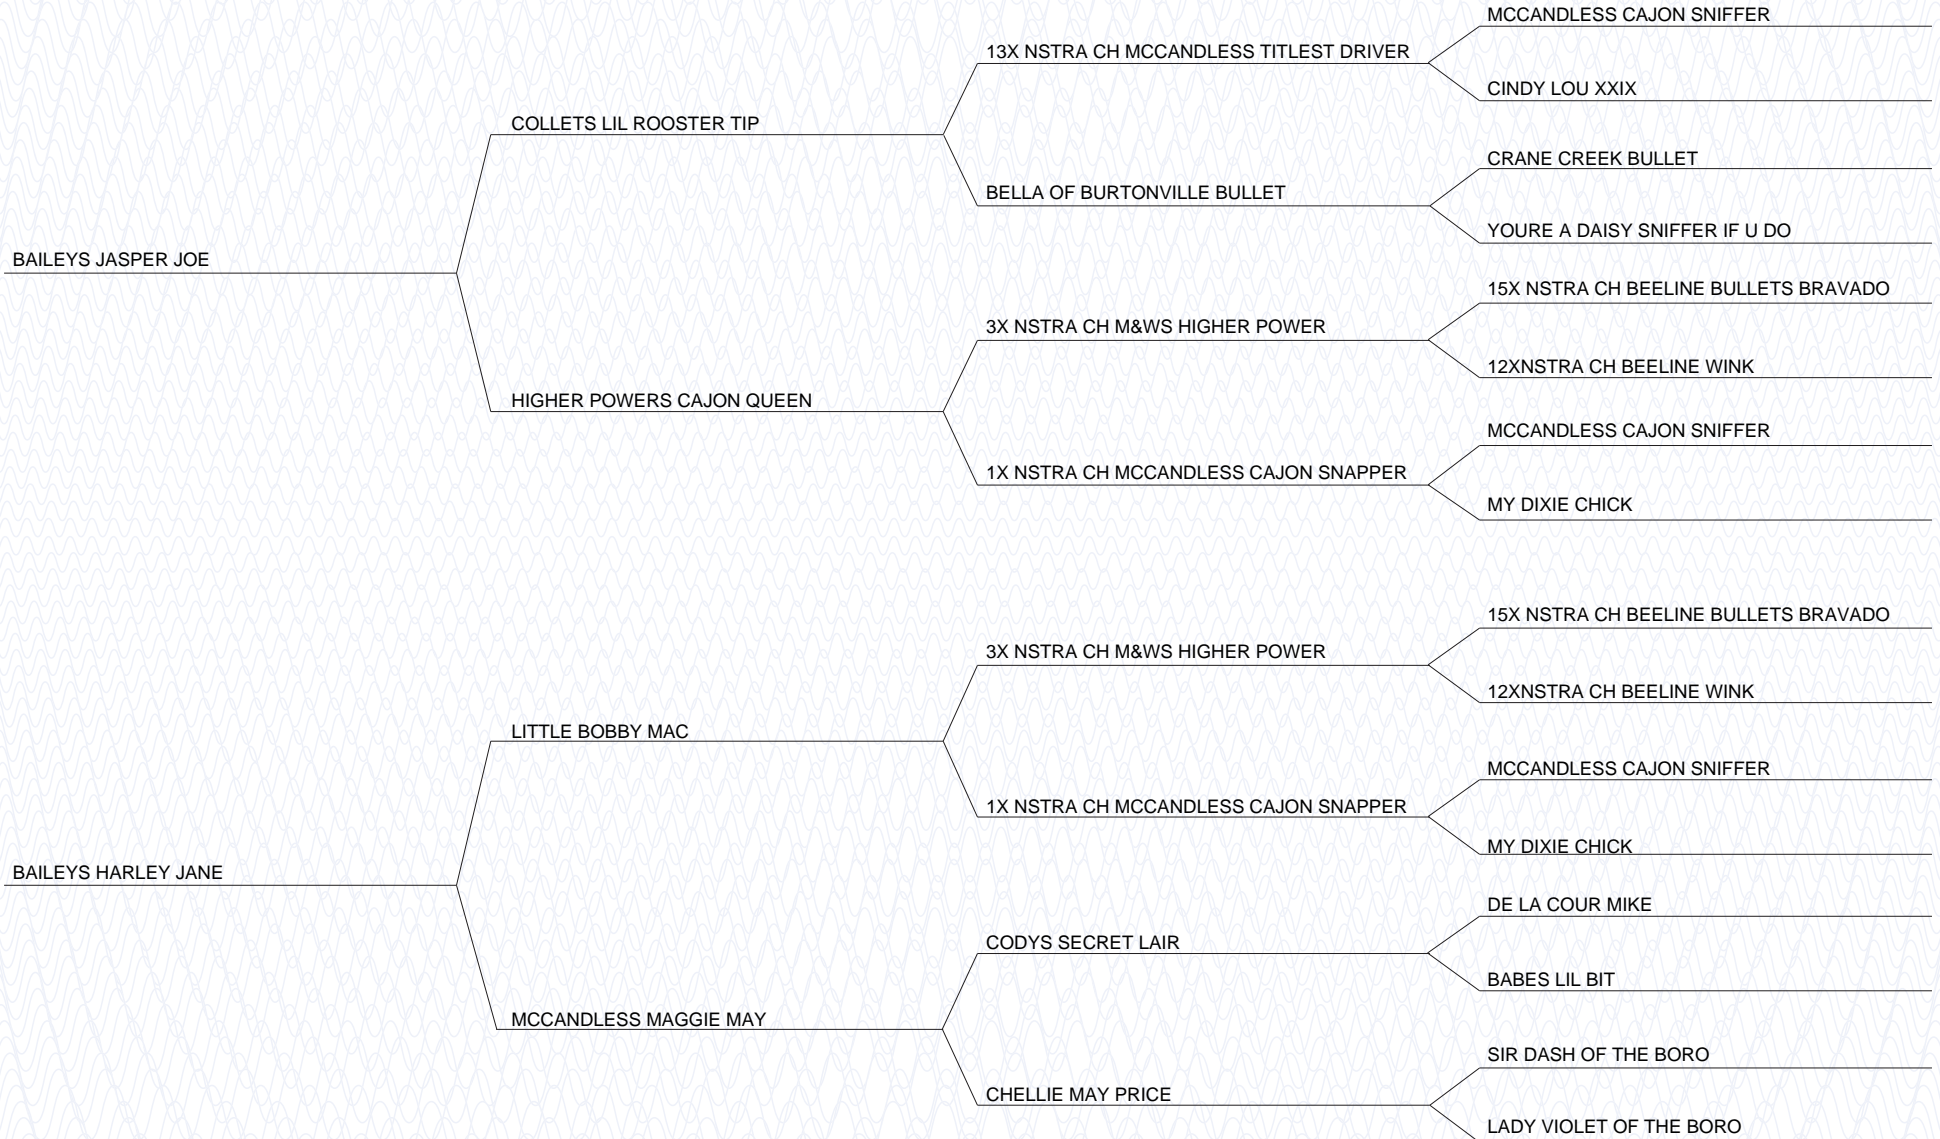 MCCANDLESS CAJON SNIFFER
13X NSTRA CH MCCANDLESS TITLEST DRIVER
CINDY LOU XXIX
COLLETS LIL ROOSTER TIP
CRANE CREEK BULLET
BELLA OF BURTONVILLE BULLET
YOURE A DAISY SNIFFER IF U DO
BAILEYS JASPER JOE
15X NSTRA CH BEELINE BULLETS BRAVADO
3X NSTRA CH M&WS HIGHER POWER
12XNSTRA CH BEELINE WINK
HIGHER POWERS CAJON QUEEN
MCCANDLESS CAJON SNIFFER
1X NSTRA CH MCCANDLESS CAJON SNAPPER
MY DIXIE CHICK
15X NSTRA CH BEELINE BULLETS BRAVADO
3X NSTRA CH M&WS HIGHER POWER
12XNSTRA CH BEELINE WINK
LITTLE BOBBY MAC
MCCANDLESS CAJON SNIFFER
1X NSTRA CH MCCANDLESS CAJON SNAPPER
MY DIXIE CHICK
BAILEYS HARLEY JANE
DE LA COUR MIKE
CODYS SECRET LAIR
BABES LIL BIT
MCCANDLESS MAGGIE MAY
SIR DASH OF THE BORO
CHELLIE MAY PRICE
LADY VIOLET OF THE BORO